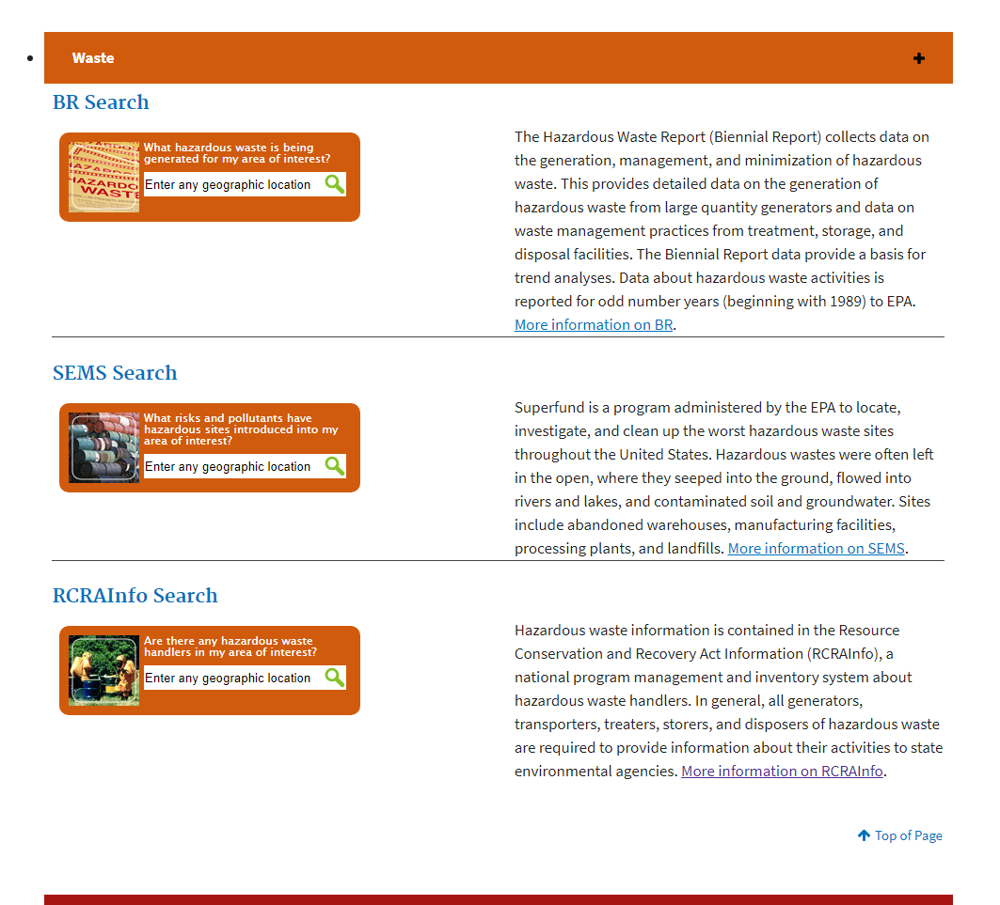 Waste
BR Search
What hazardous waste is being
generated for my area of interest?
Enter any geographic location
The Hazardous Waste Report (Biennial Report) collects data on
the generation, management, and minimization of hazardous
waste. This provides detailed data on the generation of
hazardous waste from large quantity generators and data on
waste management practices from treatment, storage, and
disposal facilities. The Biennial Report data provide a basis for
trend analyses. Data about hazardous waste activities is
reported for odd number years (beginning with 1989) to EPA.
More information on BR.
SEMS Search
What risks and pollutants have
hazardous sites introduced into my
area of interest?
Enter any geographic location
Superfund is a program administered by the EPA to locate,
investigate, and clean up the worst hazardous waste sites
throughout the United States. Hazardous wastes were often left
in the open, where they seeped into the ground, flowed into
rivers and lakes, and contaminated soil and groundwater. Sites
include abandoned warehouses, manufacturing facilities,
processing plants, and landfills. More information on SEMS.
RCRAInfo Search
Are there any hazardous waste
handlers in my area of interest?
Enter any geographic location
Hazardous waste information is contained in the Resource
Conservation and Recovery Act Information (RCRAInfo), a
national program management and inventory system about
hazardous waste handlers. In general, all generators,
transporters, treaters, storers, and disposers of hazardous waste
are required to provide information about their activities to state
environmental agencies. More information on RCRAInfo.
Top of Page